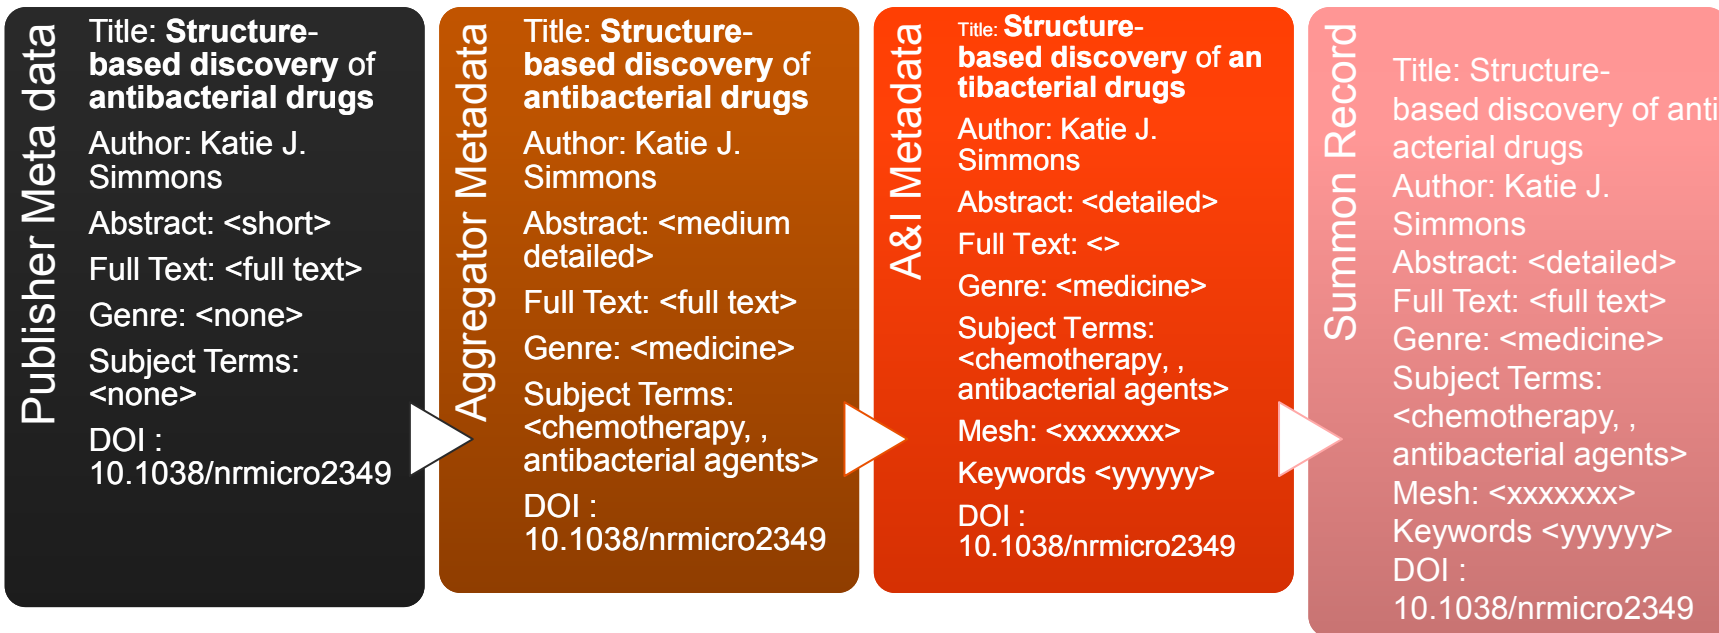 Publisher Meta data
Title: Structure-
based discovery of
antibacterial drugs
Author: Katie J.
Simmons
Abstract: <short>
Full Text: <full text>
Genre: <none>
Subject Terms:
<none>
DOI :
10.1038/nrmicro2349
Aggregator Metadata
Title: Structure-
based discovery of
antibacterial drugs
Author: Katie J.
Simmons
Abstract: <medium
detailed>
Full Text: <full text>
Genre: <medicine>
Subject Terms:
<chemotherapy, ,
antibacterial agents>
DOI :
10.1038/nrmicro2349
A&I Metadata
Title: Structure-
based discovery of an
tibacterial drugs
Author: Katie J.
Simmons
Abstract: <detailed>
Full Text: <>
Genre: <medicine>
Subject Terms:
<chemotherapy, ,
antibacterial agents>
Mesh: <xxxxxxx>
Keywords <yyyyyy>
DOI :
10.1038/nrmicro2349
Summon Record
Title: Structure-
based discovery of anti
acterial drugs
Author: Katie J.
Simmons
Abstract: <detailed>
Full Text: <full text>
Genre: <medicine>
Subject Terms:
<chemotherapy, ,
antibacterial agents>
Mesh: <xxxxxxx>
Keywords <yyyyyy>
DOI :
10.1038/nrmicro2349